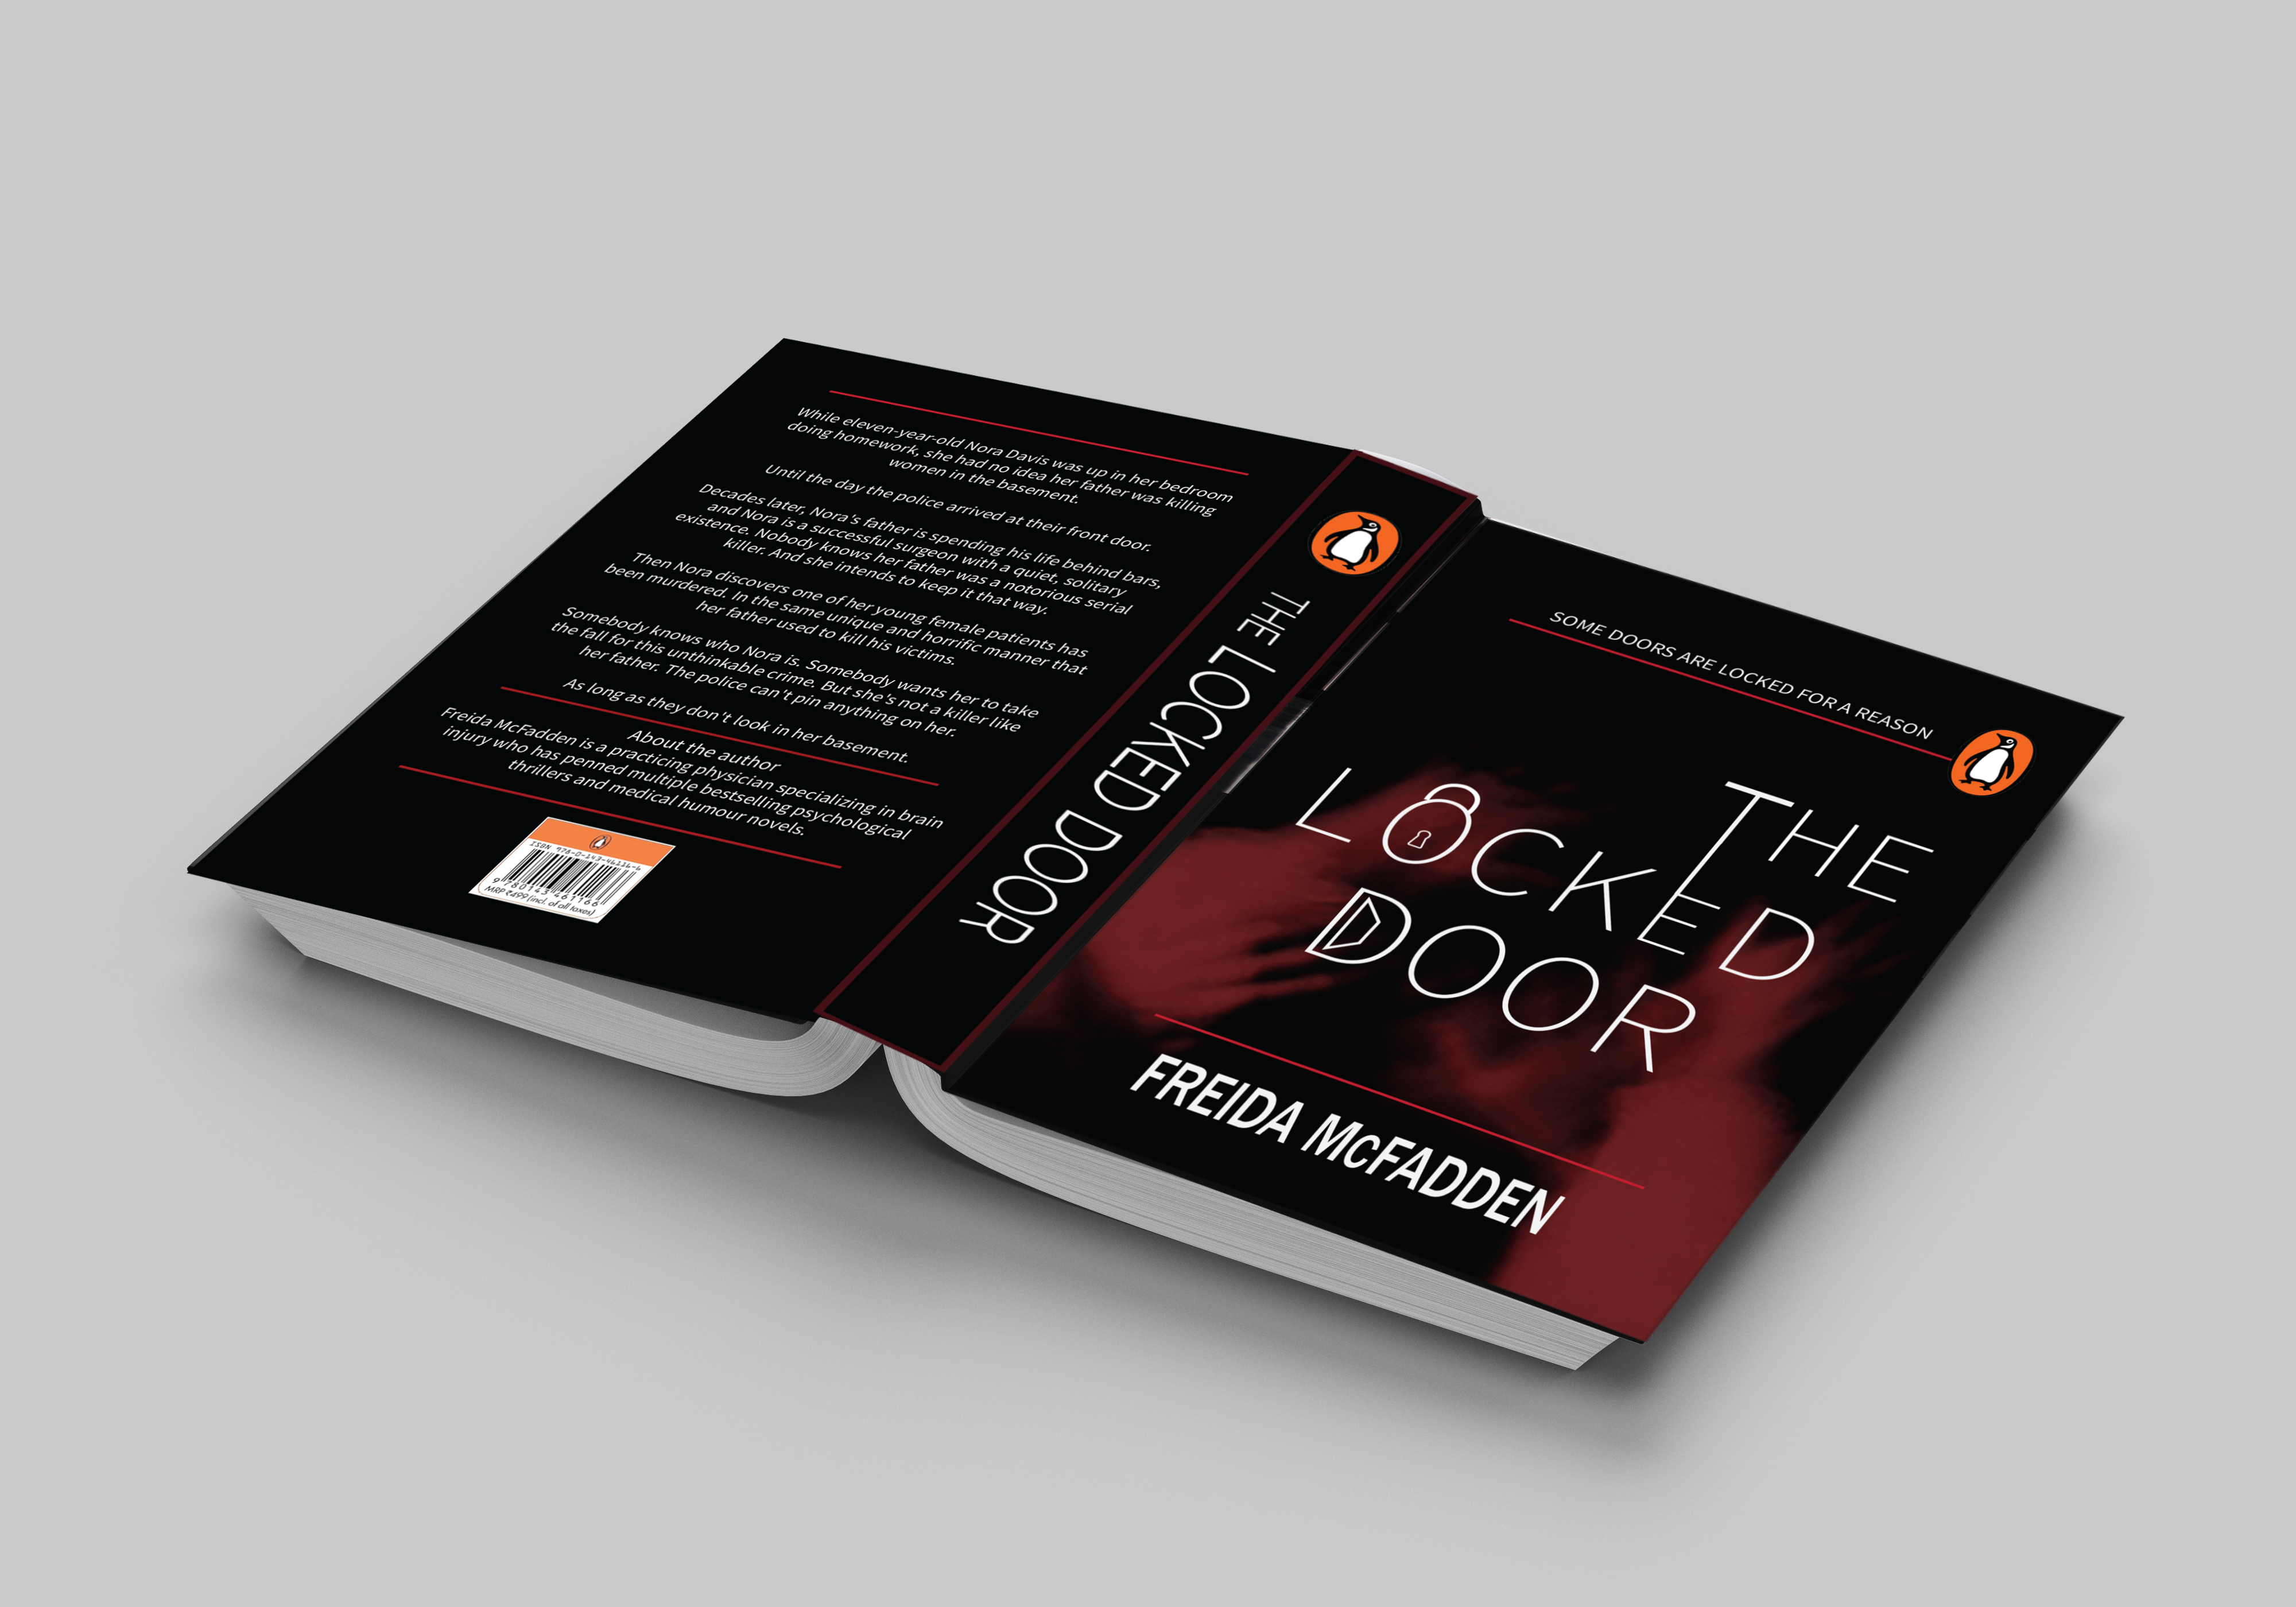 While eleven-year-old Nora Davis was up in her bedroom
doing homework, she had no idea her father was killing
women in the basement.
Until the day the police arrived at their front door.
Decades later, Nora's father is spending his life behind bars,
and Nora is a successful surgeon with a quiet, solitary
existence. Nobody knows her father was a notorious serial
killer. And she intends to keep it that way.
Then Nora discovers one of her young female patients has
been murdered. In the same unique and horrific manner that
her father used to kill his victims.
Somebody knows who Nora is. Somebody wants her to take
the fall for this unthinkable crime. But she's not a killer like
her father. The police can't pin anything on her.
As long as they don't look in her basement.
About the author
Freida McFadden is a practicing physician specializing in brain
injury who has penned multiple bestselling psychological
thrillers and medical humour novels.
ISBN 978-0-143-46116-6
9 780143 461166
MRP ₹499 (incl. of all taxes)
THE LOCKED DOOR
SOME DOORS ARE LOCKED FOR A REASON
THE
LOCKED
DOOR
FREIDA McFADDEN